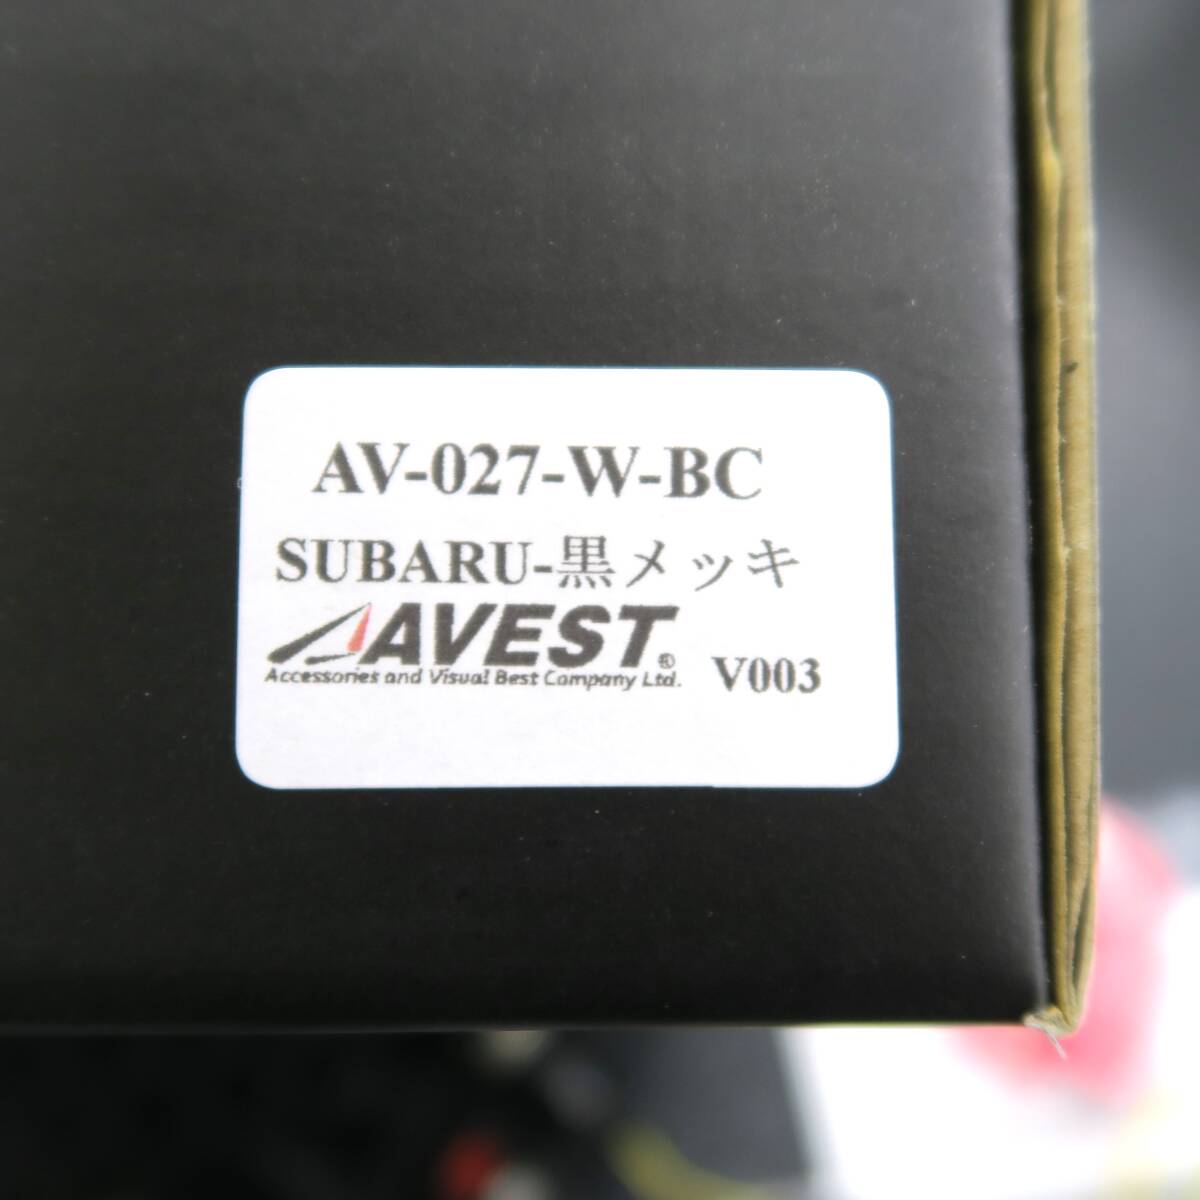 AV-027-W-BC
SUBARU-黒メッキ
AVEST®
Accessories and Visual Best Company Ltd. V003